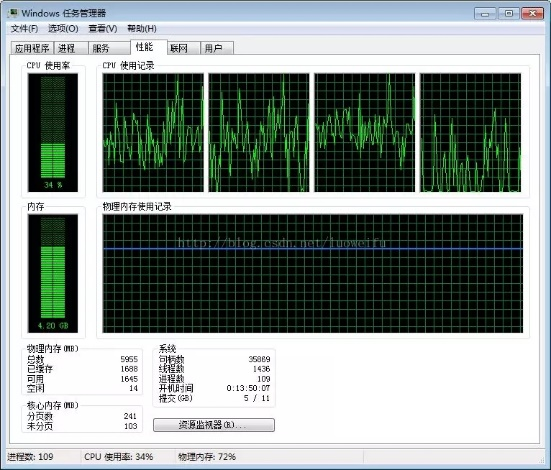 Windows 任务管理器
文件(F) 选项(O) 查看(V) 帮助(H)
应用程序 进程 服务 性能 联网 用户
CPU 使用率 CPU 使用记录
34 %
内存 物理内存使用记录
http://blog.csdn.net/luoweifu
4.20 GB
物理内存(MB) 系统
总数 5955 句柄数 35869
已缓存 1688 线程数 1436
可用 1645 进程数 109
空闲 14 开机时间 0:13:50:07
核心内存(MB) 提交(GB) 5 / 11
分页数 241
未分页 103
资源监视器(R)...
进程数: 109 CPU 使用率: 34% 物理内存: 72%